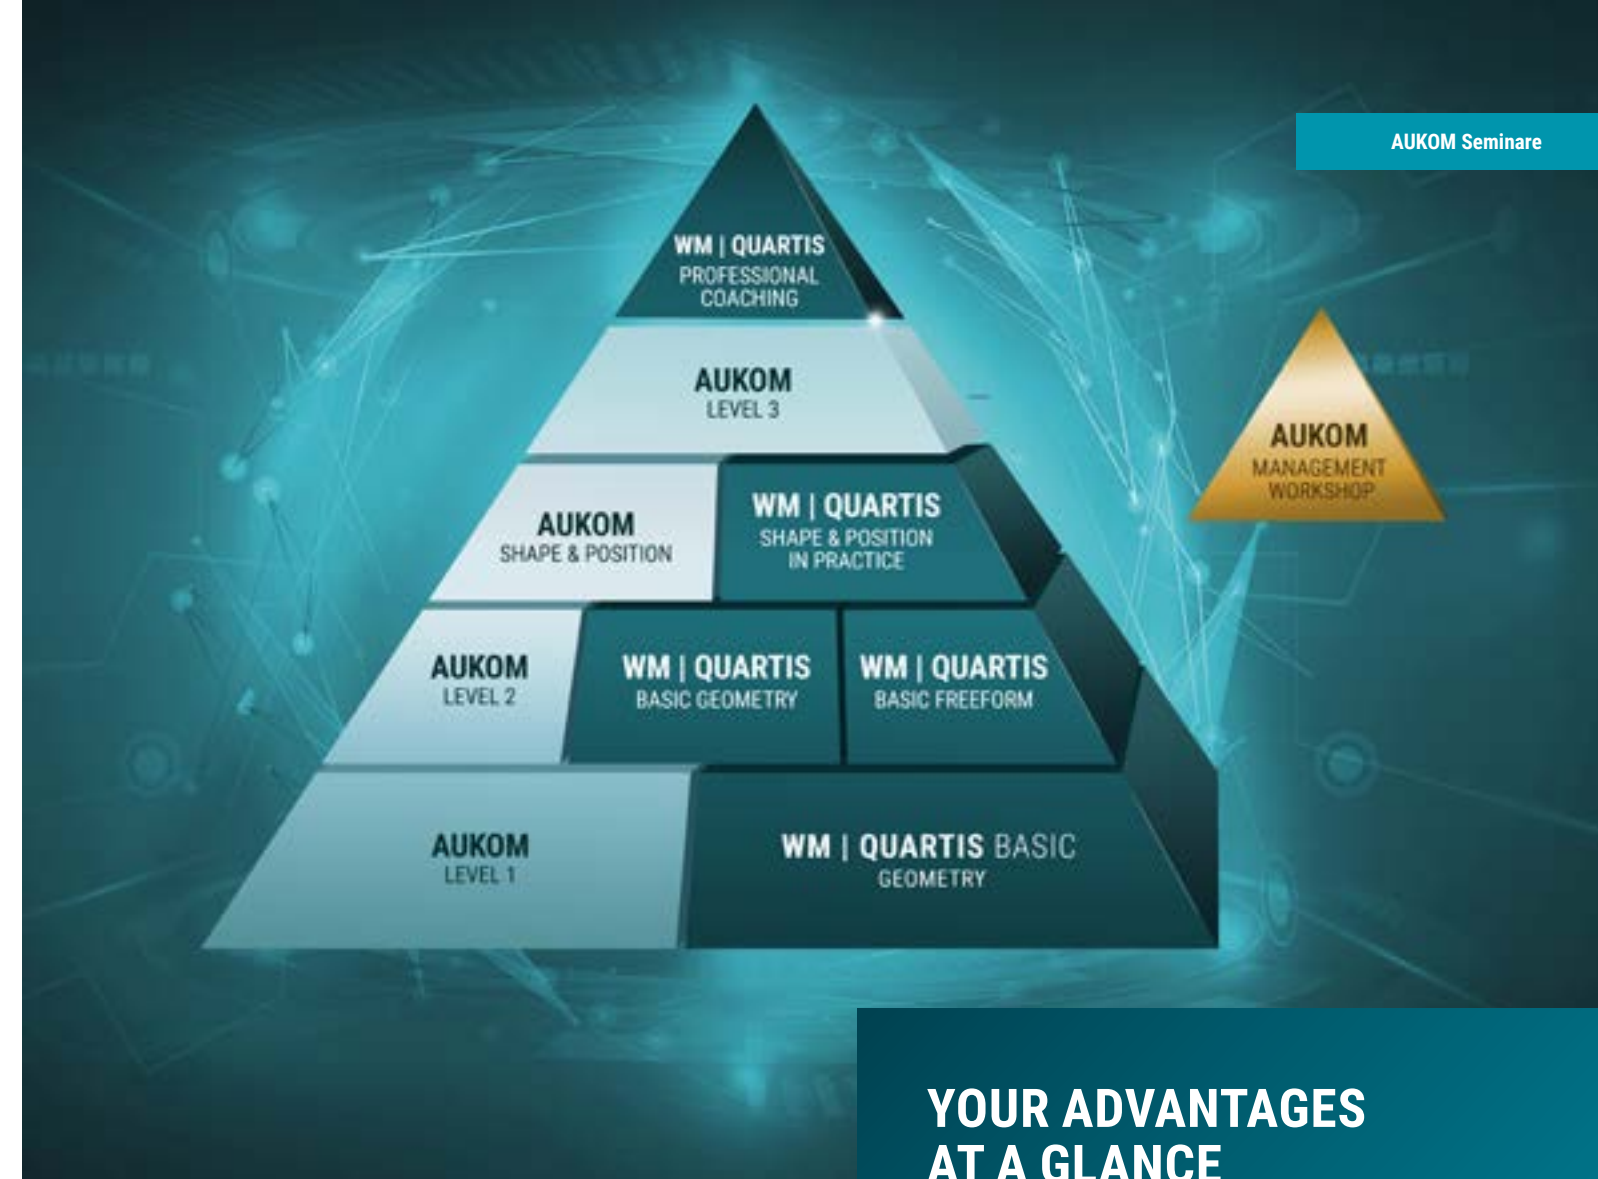 AUKOM Seminare
WM | QUARTIS
PROFESSIONAL
COACHING
AUKOM
LEVEL 3
AUKOM
SHAPE & POSITION
WM | QUARTIS
SHAPE & POSITION
IN PRACTICE
AUKOM
MANAGEMENT
WORKSHOP
AUKOM
LEVEL 2
WM | QUARTIS
BASIC GEOMETRY
WM | QUARTIS
BASIC FREEFORM
AUKOM
LEVEL 1
WM | QUARTIS BASIC
GEOMETRY
YOUR ADVANTAGES
AT A GLANCE